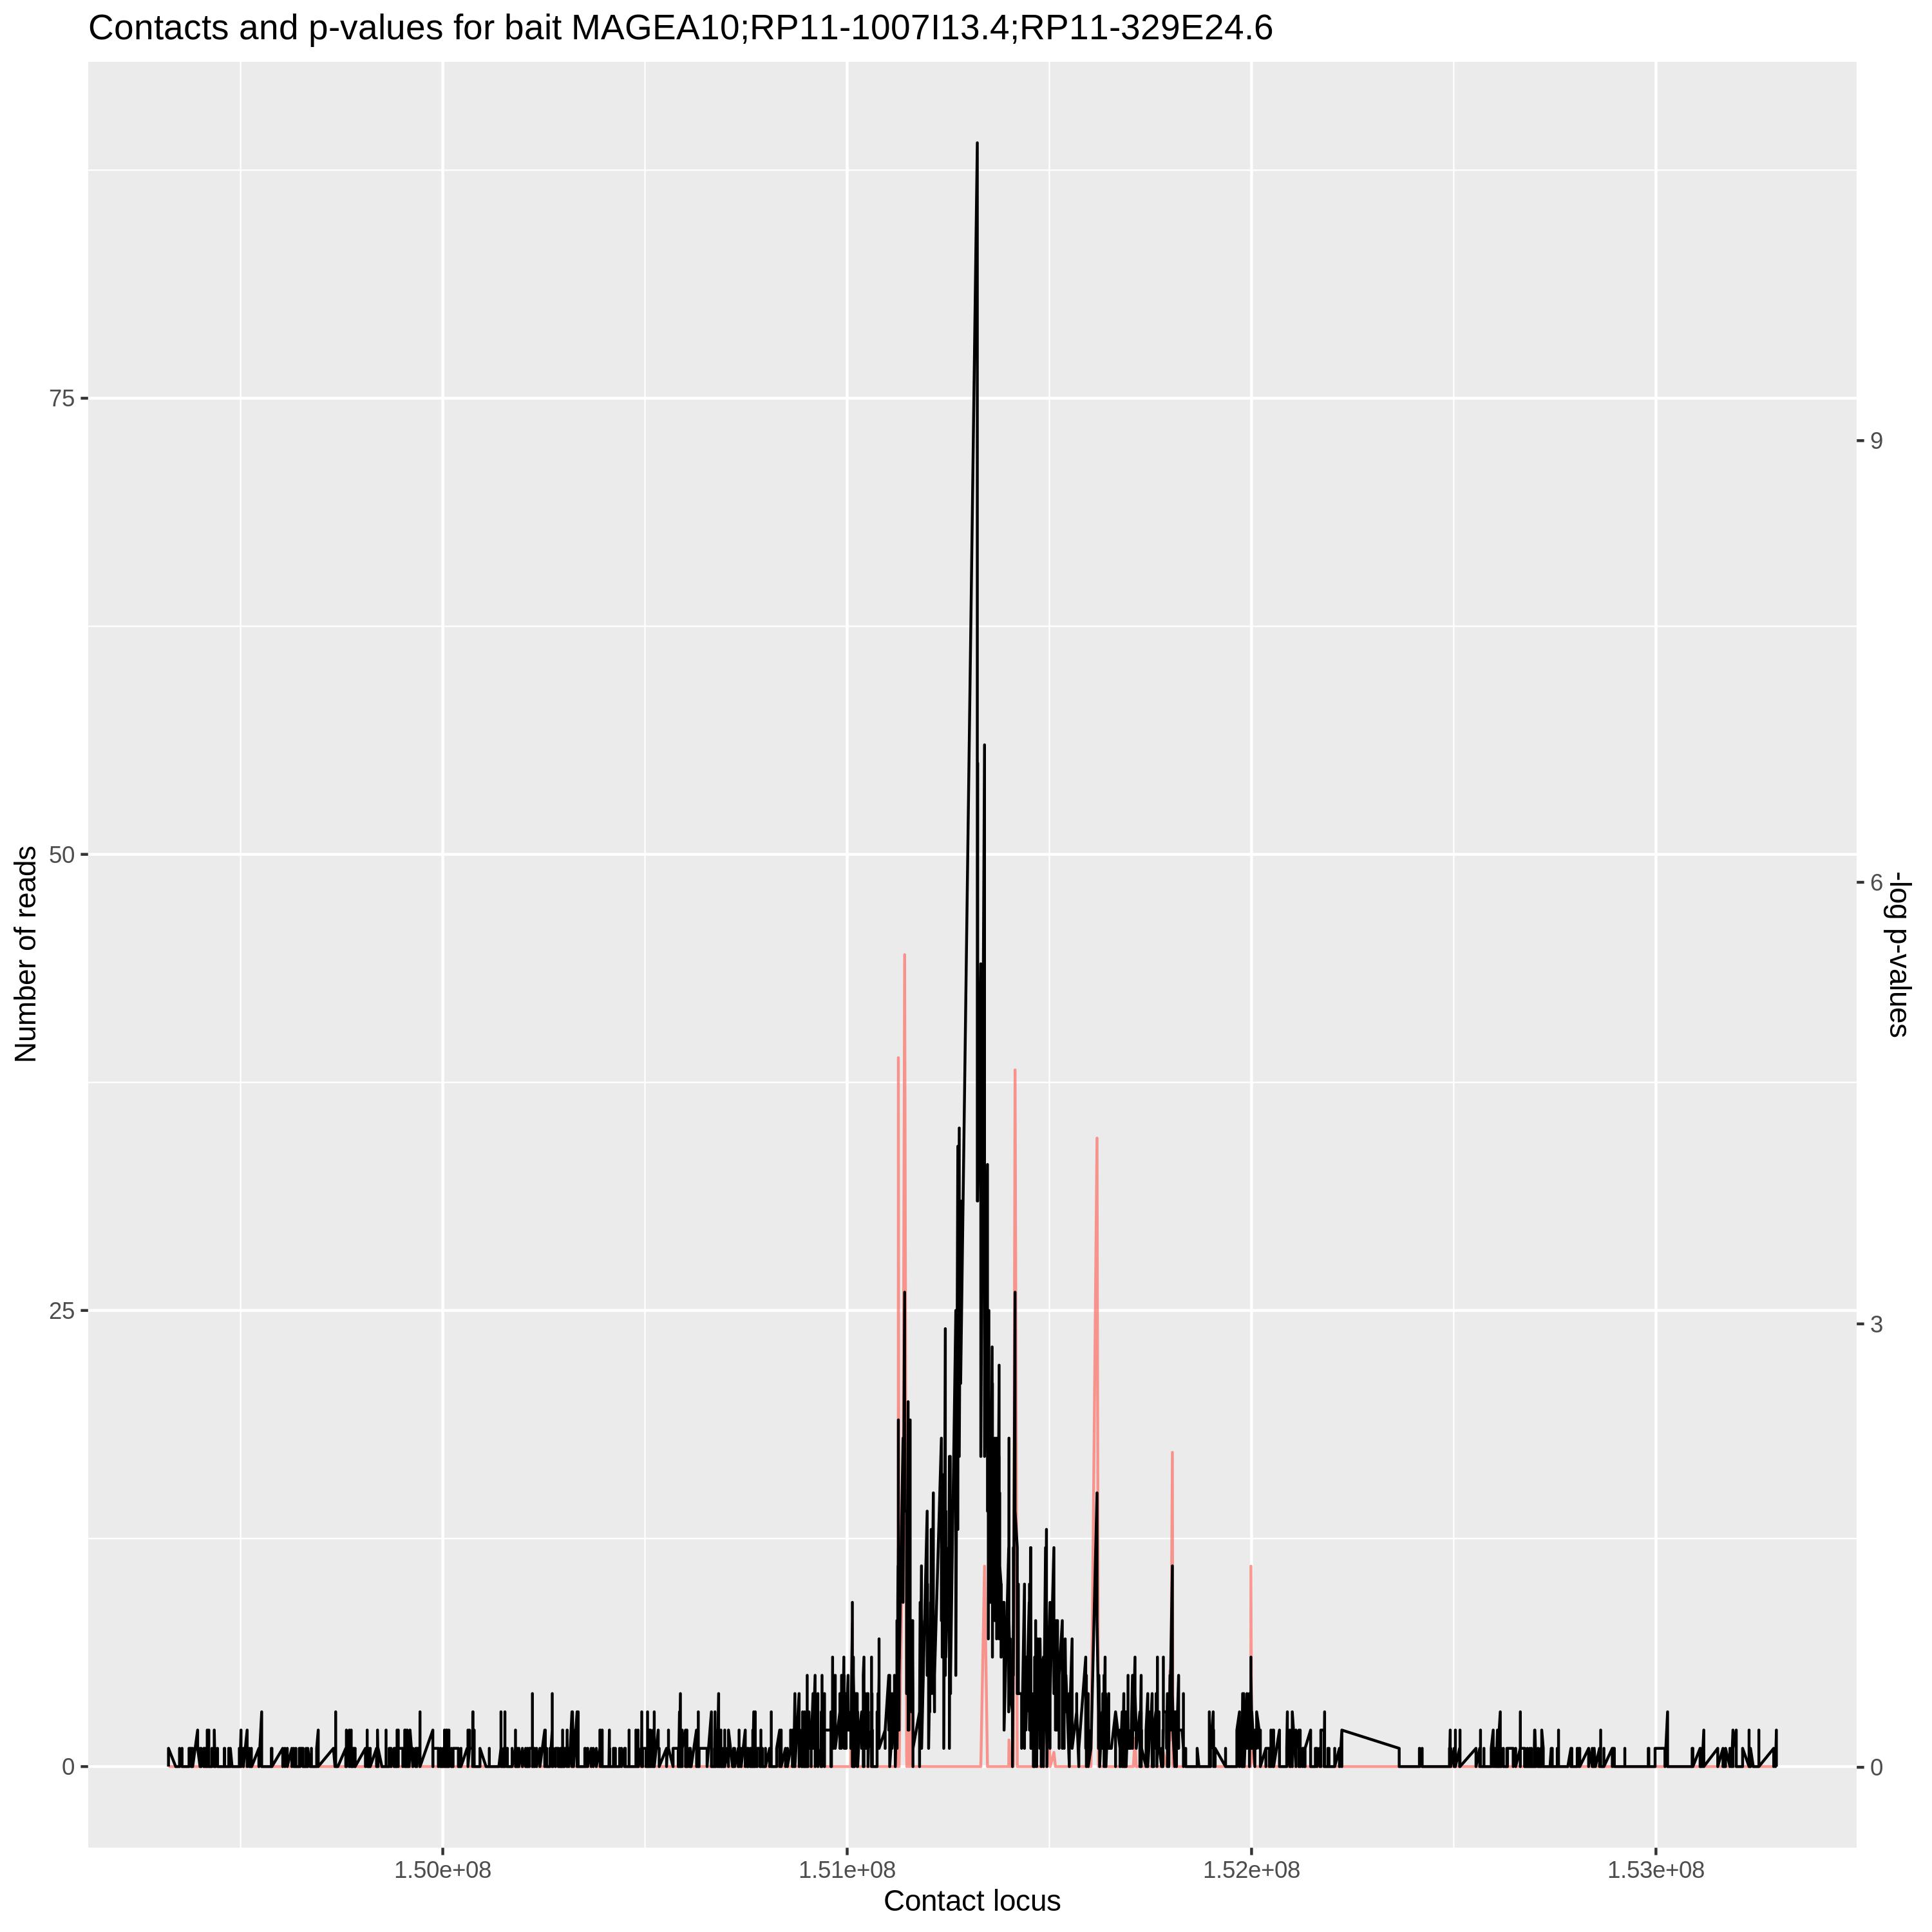 Contacts and p-values for bait MAGEA10;RP11-1007I13.4;RP11-329E24.6
75
50
25
0
Number of reads
9
6
3
0
-log p-values
1.50e+08
1.51e+08
1.52e+08
1.53e+08
Contact locus